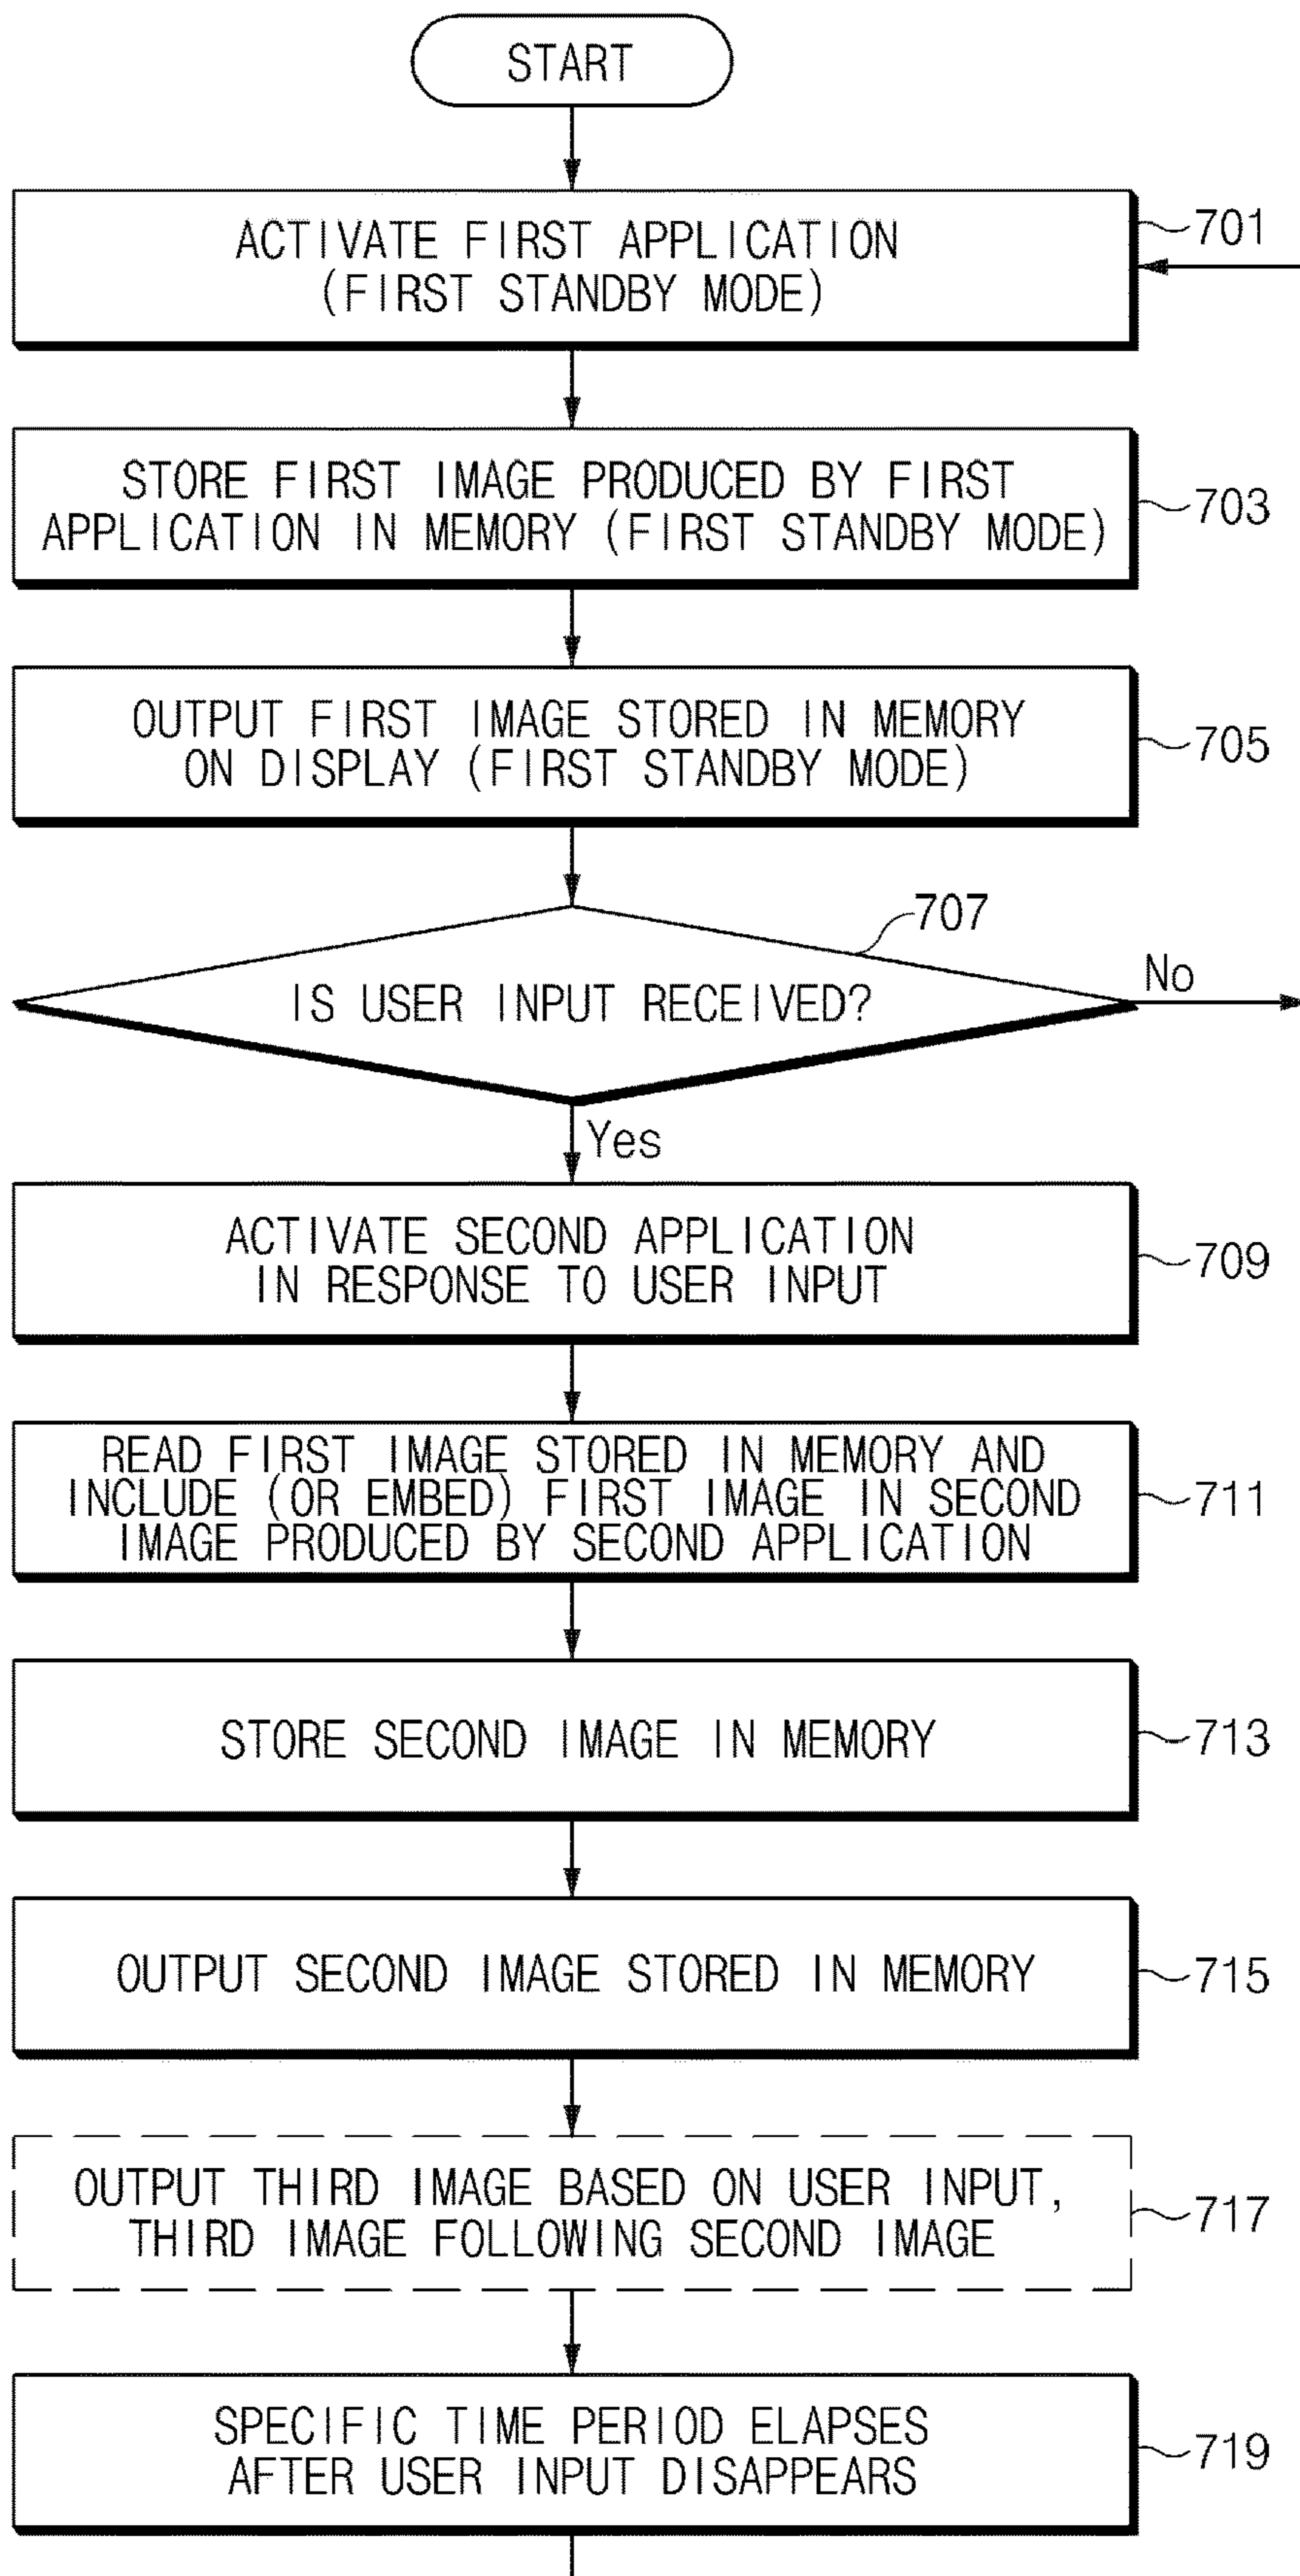 START
ACTIVATE FIRST APPLICATION
(FIRST STANDBY MODE)
701
STORE FIRST IMAGE PRODUCED BY FIRST
APPLICATION IN MEMORY (FIRST STANDBY MODE)
703
OUTPUT FIRST IMAGE STORED IN MEMORY
ON DISPLAY (FIRST STANDBY MODE)
705
707
IS USER INPUT RECEIVED?
No
Yes
ACTIVATE SECOND APPLICATION
IN RESPONSE TO USER INPUT
709
READ FIRST IMAGE STORED IN MEMORY AND
INCLUDE (OR EMBED) FIRST IMAGE IN SECOND
IMAGE PRODUCED BY SECOND APPLICATION
711
STORE SECOND IMAGE IN MEMORY
713
OUTPUT SECOND IMAGE STORED IN MEMORY
715
OUTPUT THIRD IMAGE BASED ON USER INPUT,
THIRD IMAGE FOLLOWING SECOND IMAGE
717
SPECIFIC TIME PERIOD ELAPSES
AFTER USER INPUT DISAPPEARS
719